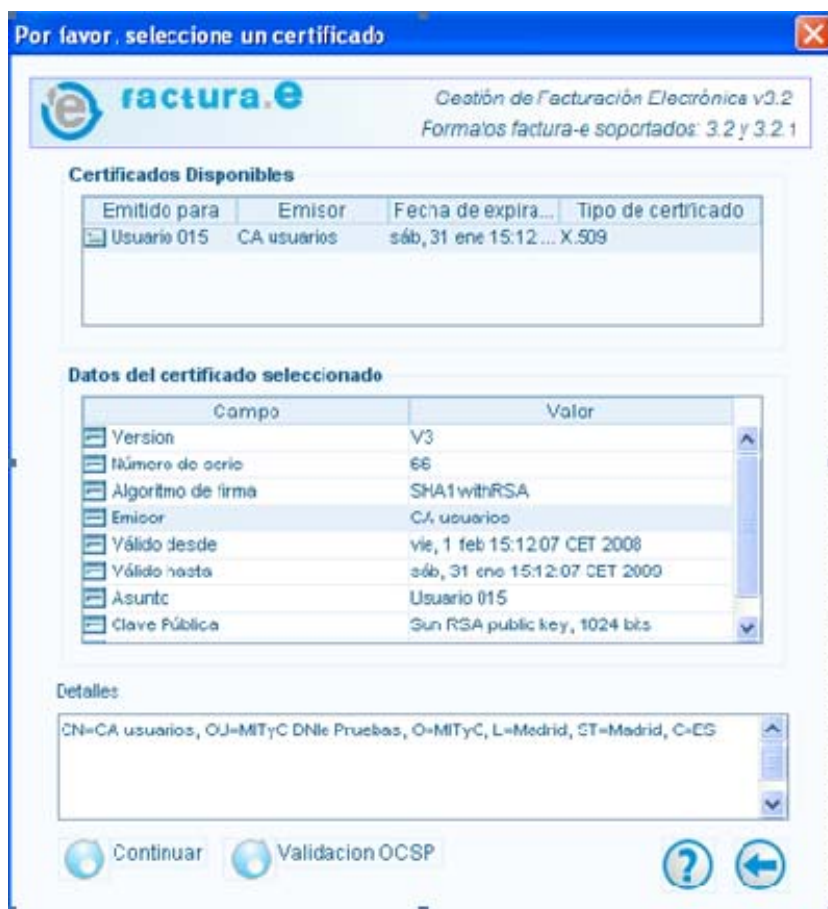 Por favor, seleccione un certificado
factura.e
Gestión de Facturación Electrónica v3.2
Formatos factura-e soportados: 3.2 y 3.2.1
Certificados Disponibles
Emitido para Emisor Fecha de expira... Tipo de certificado
Usuario 015 CA usuarios sáb, 31 ene 15:12 ... X.509
Datos del certificado seleccionado
Campo Valor
Version V3
Número de serie 66
Algoritmo de firma SHA1withRSA
Emisor CA usuarios
Válido desde vie, 1 feb 15:12:07 CET 2008
Válido hasta sáb, 31 ene 15:12:07 CET 2009
Asunto Usuario 015
Clave Pública Sun RSA public key, 1024 bits
Detalles
CN=CA usuarios, OU=MITyC DNIe Pruebas, O=MITyC, L=Madrid, ST=Madrid, C=ES
Continuar Validacion OCSP ?